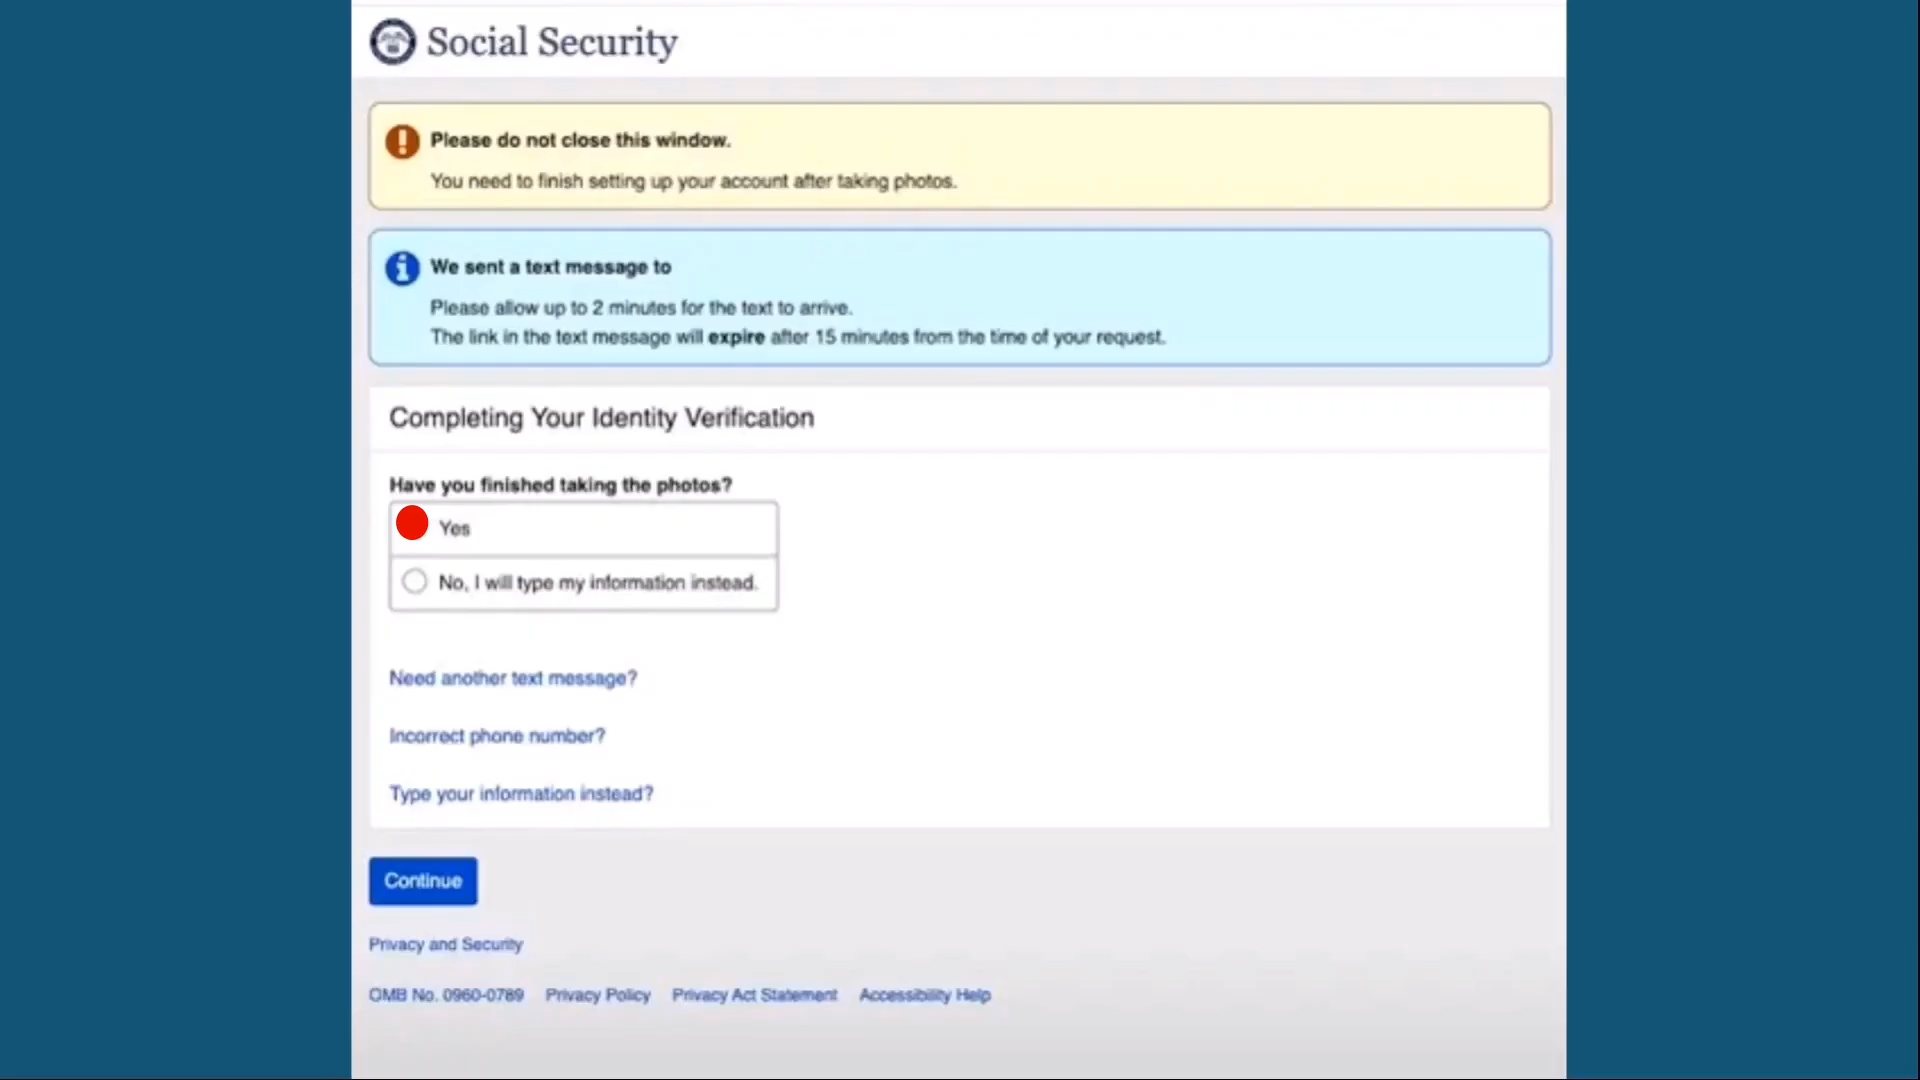 Social Security
Please do not close this window.
You need to finish setting up your account after taking photos.
We sent a text message to
Please allow up to 2 minutes for the text to arrive.
The link in the text message will expire after 15 minutes from the time of your request.
Completing Your Identity Verification
Have you finished taking the photos?
Yes
No, I will type my information instead.
Need another text message?
Incorrect phone number?
Type your information instead?
Continue
Privacy and Security
OMB No. 0960-0789 Privacy Policy Privacy Act Statement Accessibility Help